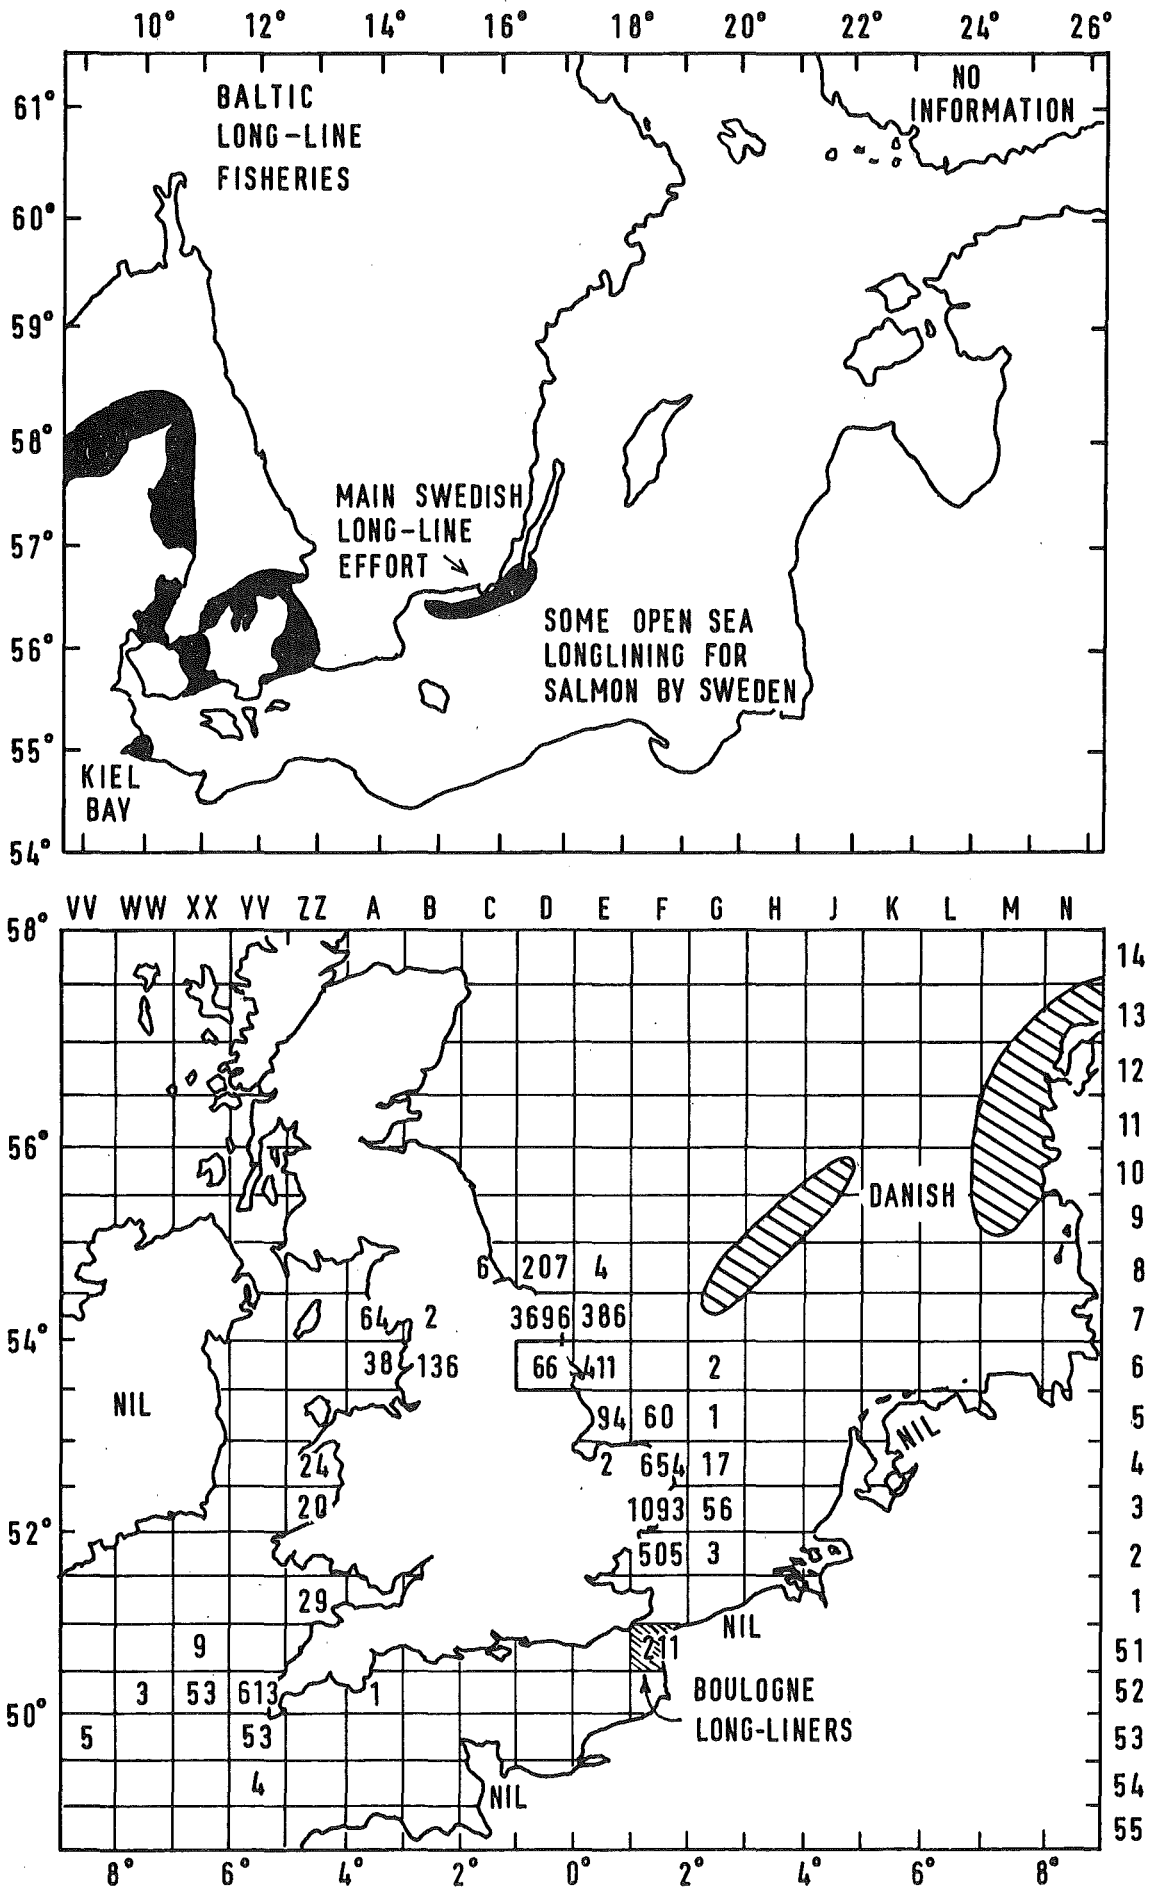 10° 12° 14° 16° 18° 20° 22° 24° 26°
61°
BALTIC
LONG-LINE
FISHERIES
NO
INFORMATION
60°
59°
58°
MAIN SWEDISH
LONG-LINE
EFFORT
57°
SOME OPEN SEA
LONGLINING FOR
SALMON BY SWEDEN
56°
55°
KIEL
BAY
54°
VV WW XX YY ZZ A B C D E F G H J K L M N
58° 14
13
12
11
56°
10
DANISH
9
6 207 4 8
64 2 3696 386 7
54°
38 136 66 411 2 6
NIL 94 60 1 NIL 5
24 2 654 17 4
20 1093 56 3
52°
505 3 2
29 1
9 211 NIL 51
3 53 613 1 BOULOGNE 52
50°
5 53 LONG-LINERS 53
4 NIL 54
55
8° 6° 4° 2° 0° 2° 4° 6° 8°